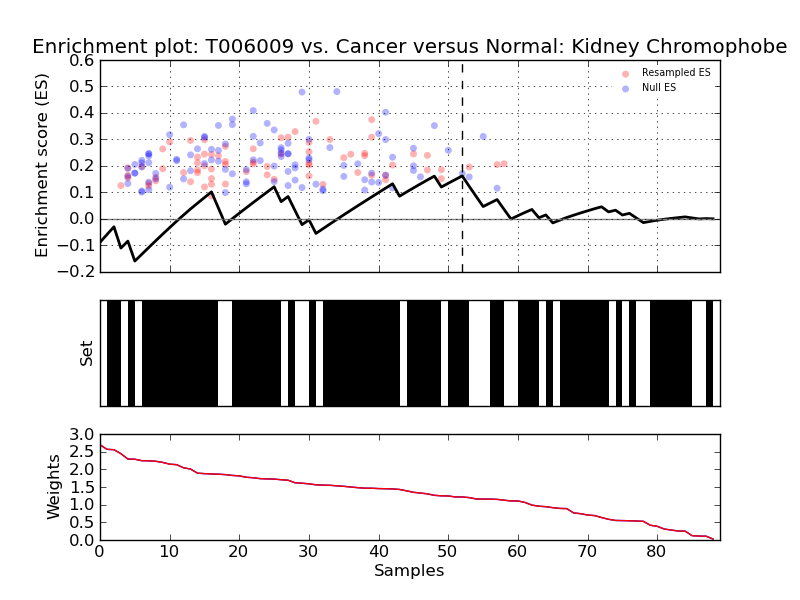 Enrichment plot: T006009 vs. Cancer versus Normal: Kidney Chromophobe
Enrichment score (ES)
0.6
0.5
0.4
0.3
0.2
0.1
0.0
−0.1
−0.2
Resampled ES
Null ES
Set
Weights
3.0
2.5
2.0
1.5
1.0
0.5
0.0
0 10 20 30 40 50 60 70 80
Samples